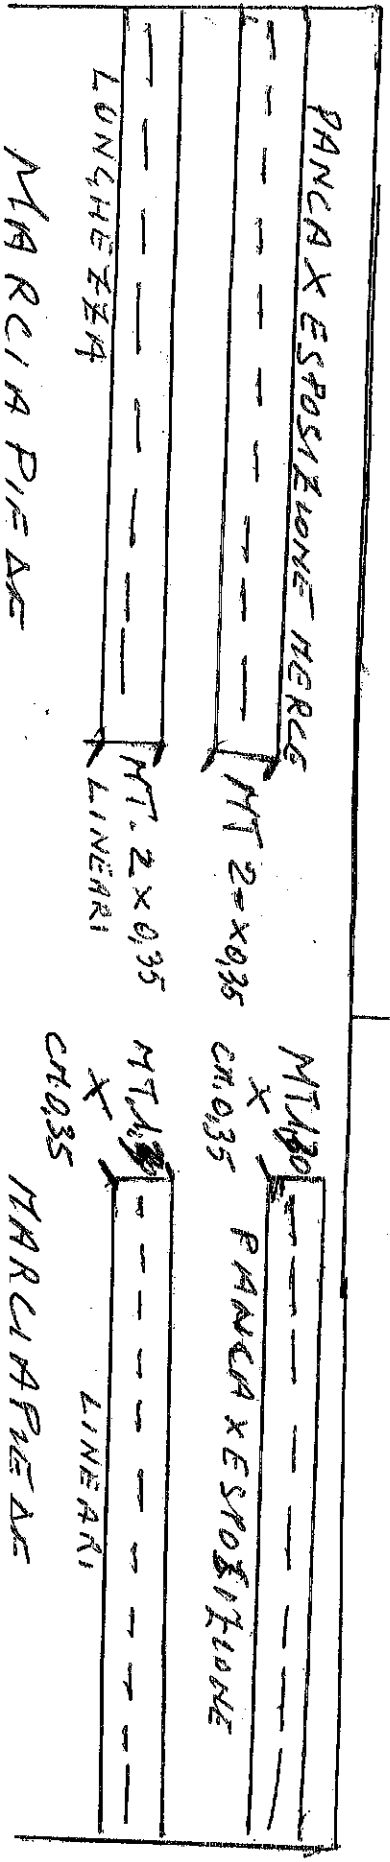 PANCA X ESPOSIZIONE MERCE
MT 2 = x 0,35
LUNGHEZZA
MT. 2 x 0,35
LINEARI
MARCIAPIEDE
X
CM. 0,35
PANCA X ESPOSIZIONE
X
CM. 0,35
LINEARI
MARCIAPIEDE